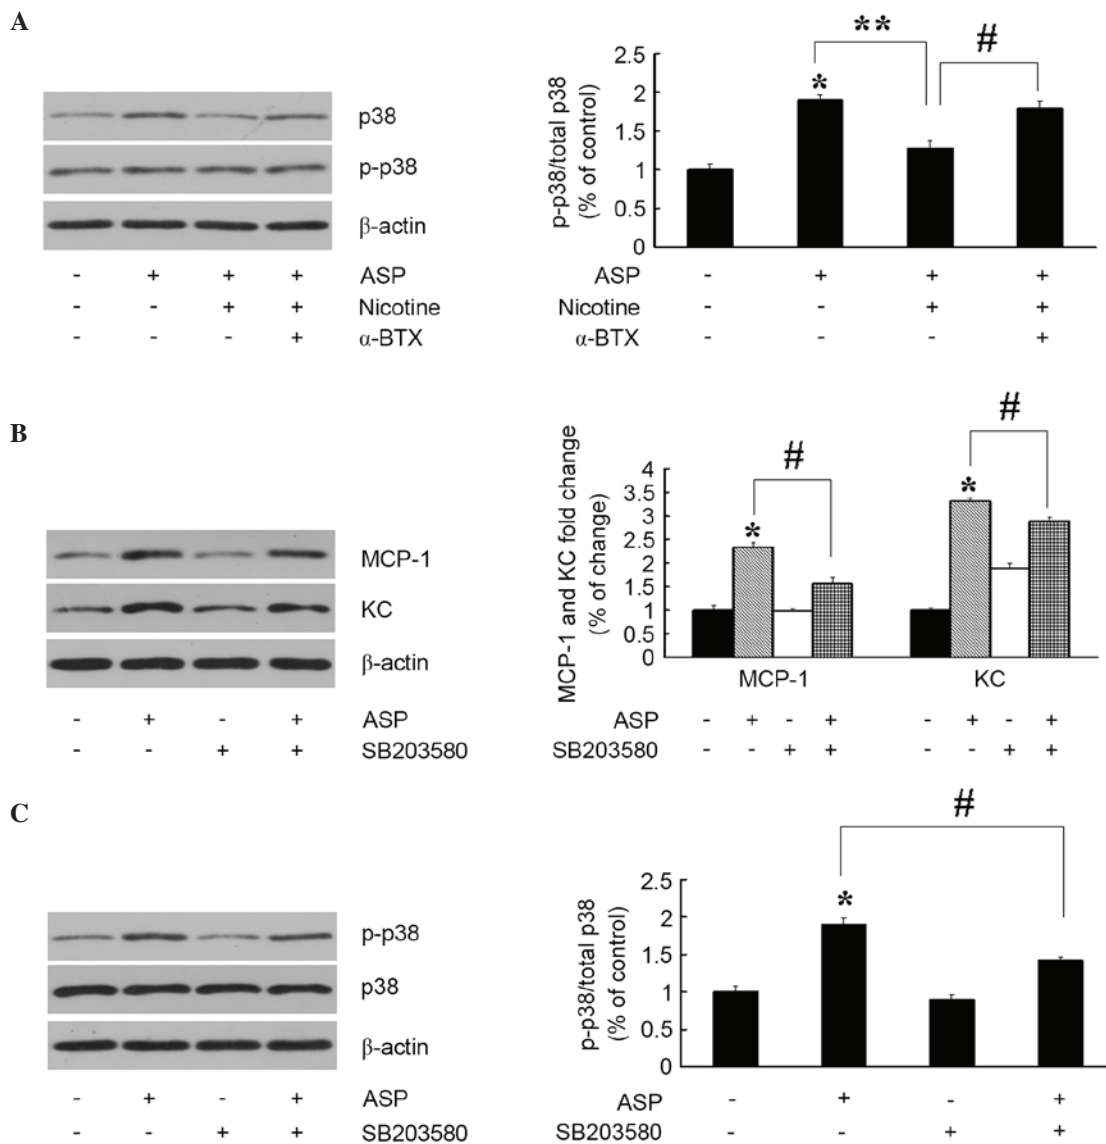 A
p38
p-p38
β-actin
- + + + ASP
- - + + Nicotine
- - - + α-BTX
p-p38/total p38
(% of control)
2.5
2
1.5
1
0.5
0
*
**
#
ASP - + + +
Nicotine - - + +
α-BTX - - - +
B
MCP-1
KC
β-actin
- + - + ASP
- - + + SB203580
MCP-1 and KC fold change
(% of change)
4
3.5
3
2.5
2
1.5
1
0.5
0
*
#
*
#
MCP-1 KC
ASP - + - + - + - +
SB203580 - - + + - - + +
C
p-p38
p38
β-actin
- + - + ASP
- - + + SB203580
p-p38/total p38
(% of control)
2.5
2
1.5
1
0.5
0
*
#
ASP - + - +
SB203580 - - + +